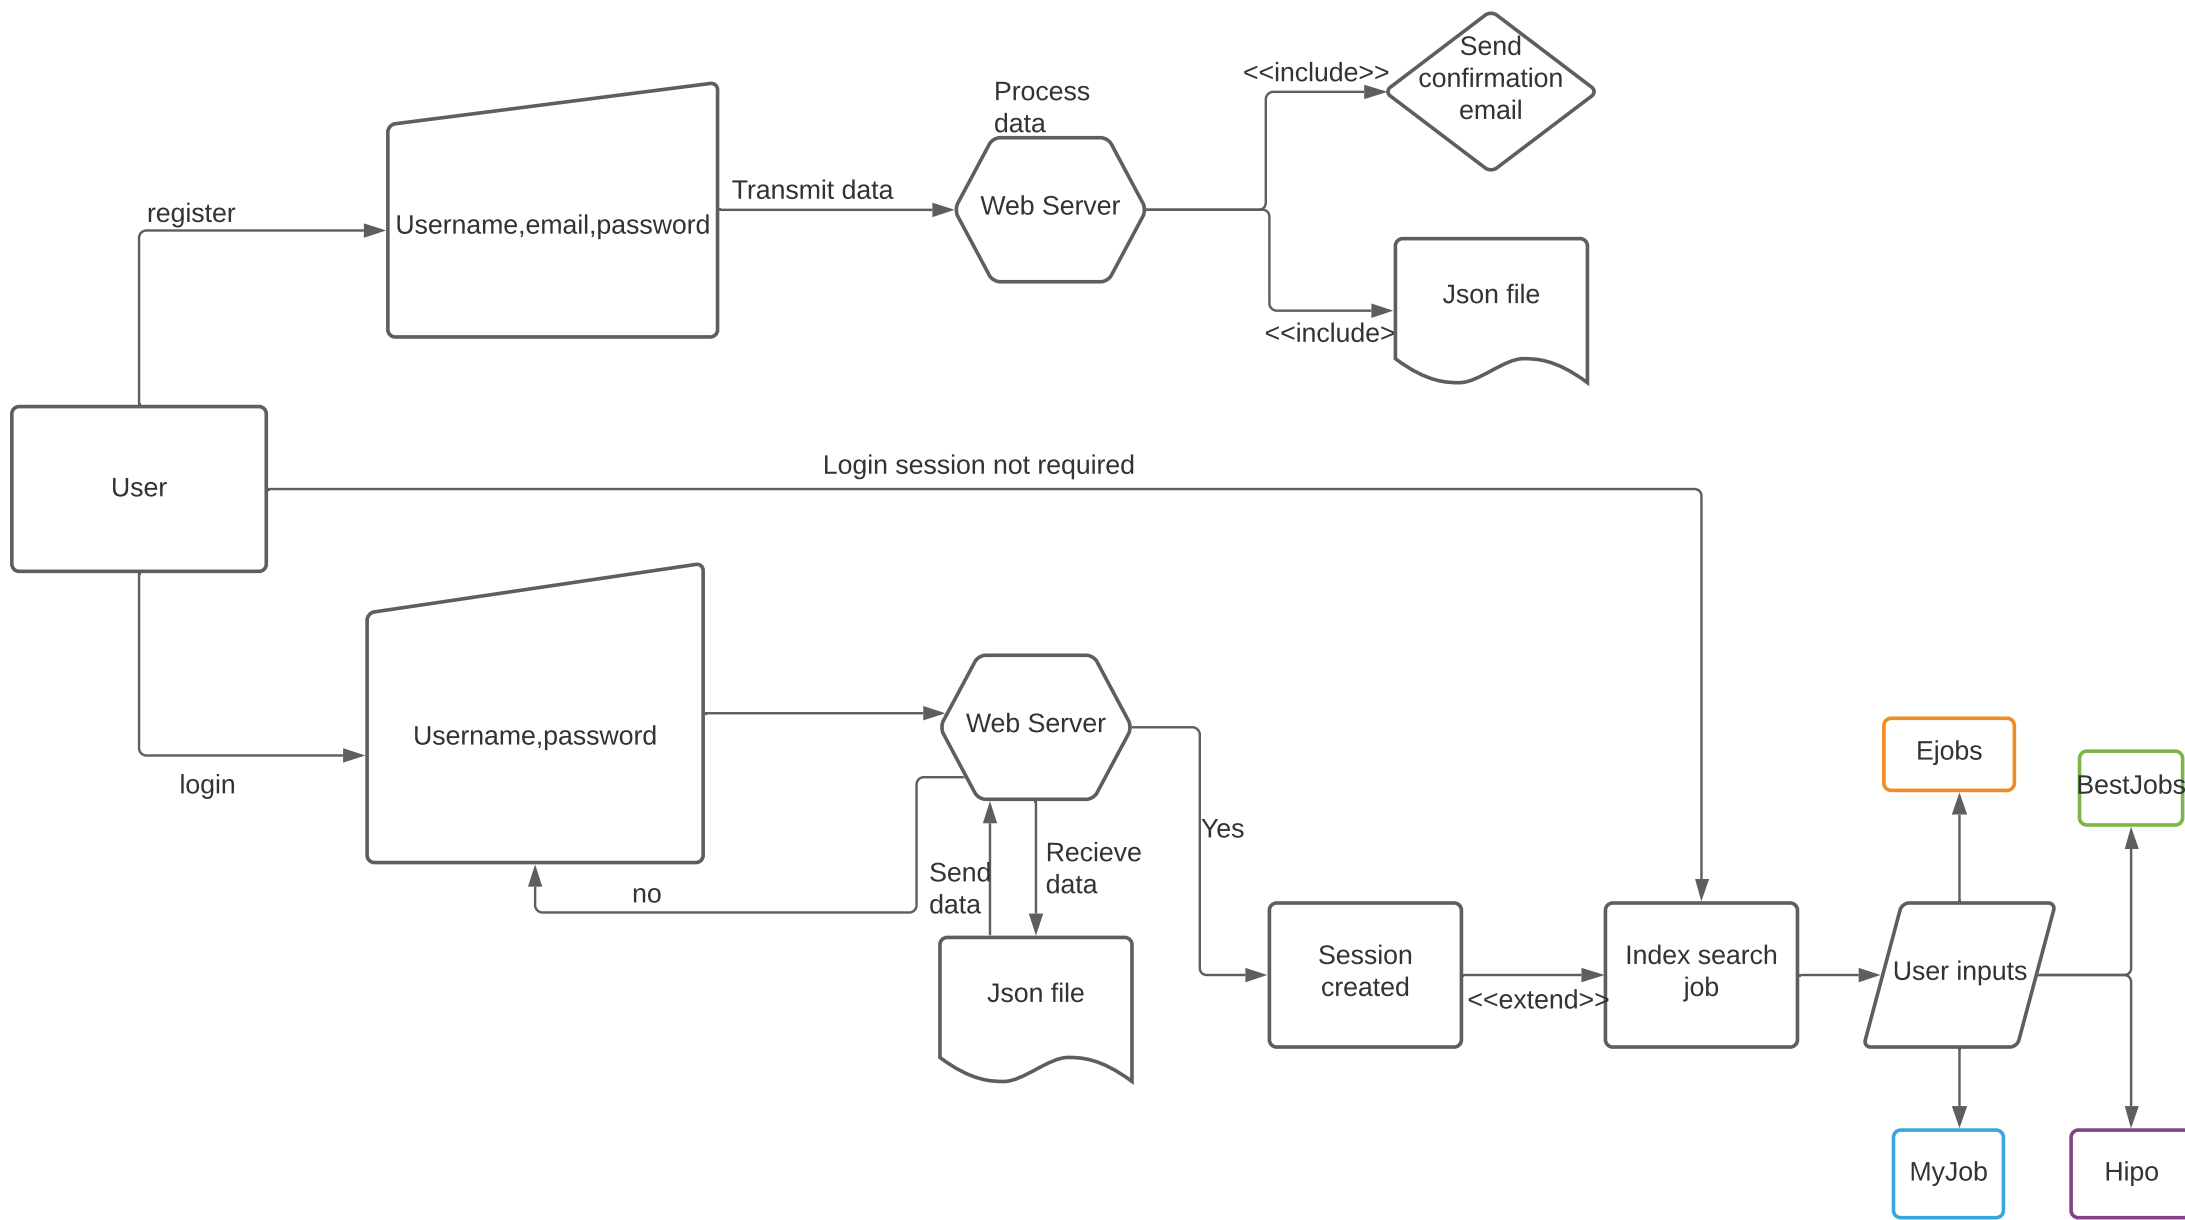 Send
confirmation
email
<<include>>
Process
data
Transmit data
Web Server
register
Username,email,password
Json file
<<include>
Login session not required
User
Username,password
Web Server
login
Ejobs
BestJobs
Yes
Recieve
data
Send
data
no
Session
created
Index search
job
User inputs
Json file
<<extend>>
MyJob
Hipo